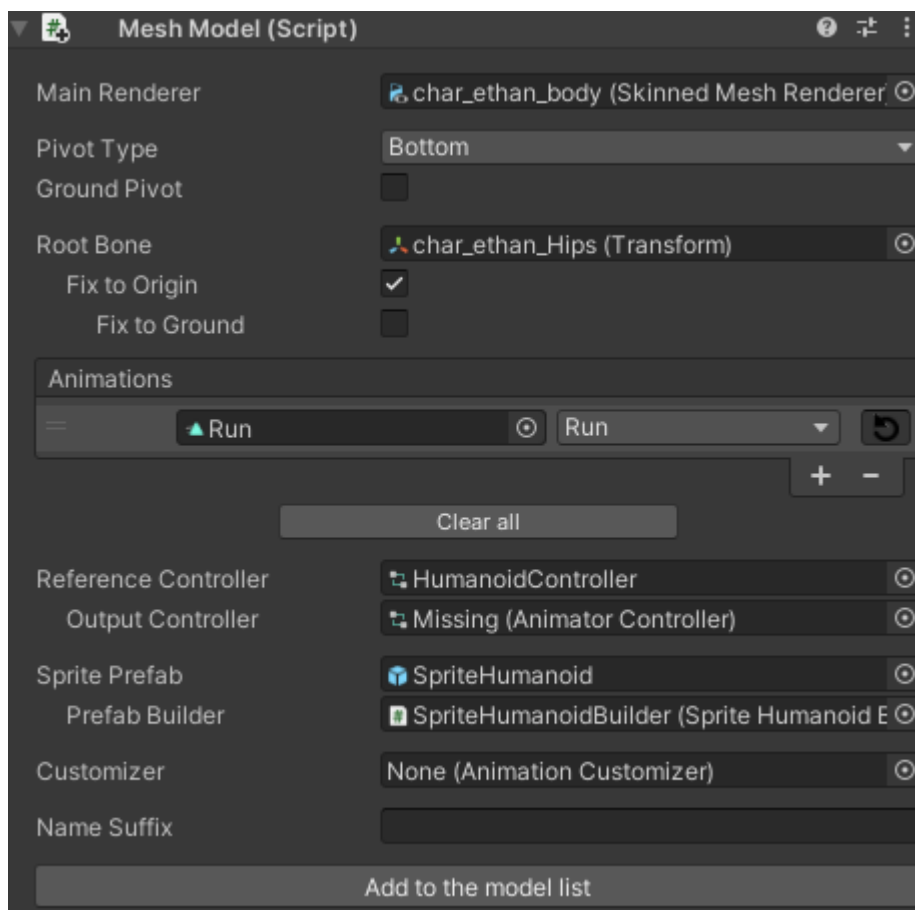 Mesh Model (Script)
Main Renderer char_ethan_body (Skinned Mesh Renderer)
Pivot Type Bottom
Ground Pivot
Root Bone char_ethan_Hips (Transform)
Fix to Origin
Fix to Ground
Animations
Run Run
+ -
Clear all
Reference Controller HumanoidController
Output Controller Missing (Animator Controller)
Sprite Prefab SpriteHumanoid
Prefab Builder SpriteHumanoidBuilder (Sprite Humanoid E
Customizer None (Animation Customizer)
Name Suffix
Add to the model list